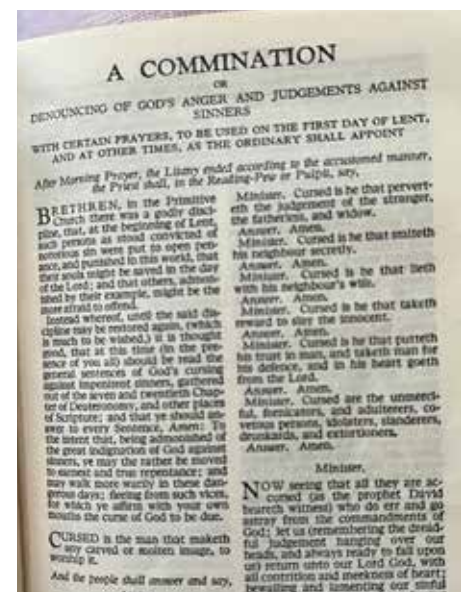 A COMMINATION
OR
DENOUNCING OF GOD'S ANGER AND JUDGEMENTS AGAINST
SINNERS
WITH CERTAIN PRAYERS, TO BE USED ON THE FIRST DAY OF LENT,
AND AT OTHER TIMES, AS THE ORDINARY SHALL APPOINT
After Morning Prayer, the Litany ended according to the accustomed manner,
the Priest shall, in the Reading-Pew or Pulpit, say,
BRETHREN, in the Primitive
Church there was a godly disci-
pline, that, at the beginning of Lent,
such persons as stood convicted of
notorious sin were put to open pen-
ance, and punished in this world, that
their souls might be saved in the day
of the Lord; and that others, admon-
ished by their example, might be the
more afraid to offend.
Instead whereof, until the said dis-
cipline may be restored again, (which
is much to be wished,) it is thought
good, that at this time (in the pre-
sence of you all) should be read the
general sentences of God's cursing
against impenitent sinners, gathered
out of the seven and twentieth Chap-
ter of Deuteronomy, and other places
of Scripture; and that ye should an-
swer to every Sentence, Amen: To
the intent that, being admonished of
the great indignation of God against
sinners, ye may the rather be moved
to earnest and true repentance; and
may walk more warily in these dan-
gerous days; fleeing from such vices,
for which ye affirm with your own
mouths the curse of God to be due.
CURSED is the man that maketh
any carved or molten image, to
worship it.
And the people shall answer and say,
Minister. Cursed is he that pervert-
eth the judgement of the stranger,
the fatherless, and widow.
Answer. Amen.
Minister. Cursed is he that smiteth
his neighbour secretly.
Answer. Amen.
Minister. Cursed is he that lieth
with his neighbour's wife.
Answer. Amen.
Minister. Cursed is he that taketh
reward to slay the innocent.
Answer. Amen.
Minister. Cursed is he that putteth
his trust in man, and taketh man for
his defence, and in his heart goeth
from the Lord.
Answer. Amen.
Minister. Cursed are the unmerci-
ful, fornicators, and adulterers, co-
vetous persons, idolaters, slanderers,
drunkards, and extortioners.
Answer. Amen.
Minister.
NOW seeing that all they are ac-
cursed (as the prophet David
beareth witness) who do err and go
astray from the commandments of
God; let us (remembering the dread-
ful judgement hanging over our
heads, and always ready to fall upon
us) return unto our Lord God, with
all contrition and meekness of heart;
bewailing and lamenting our sinful